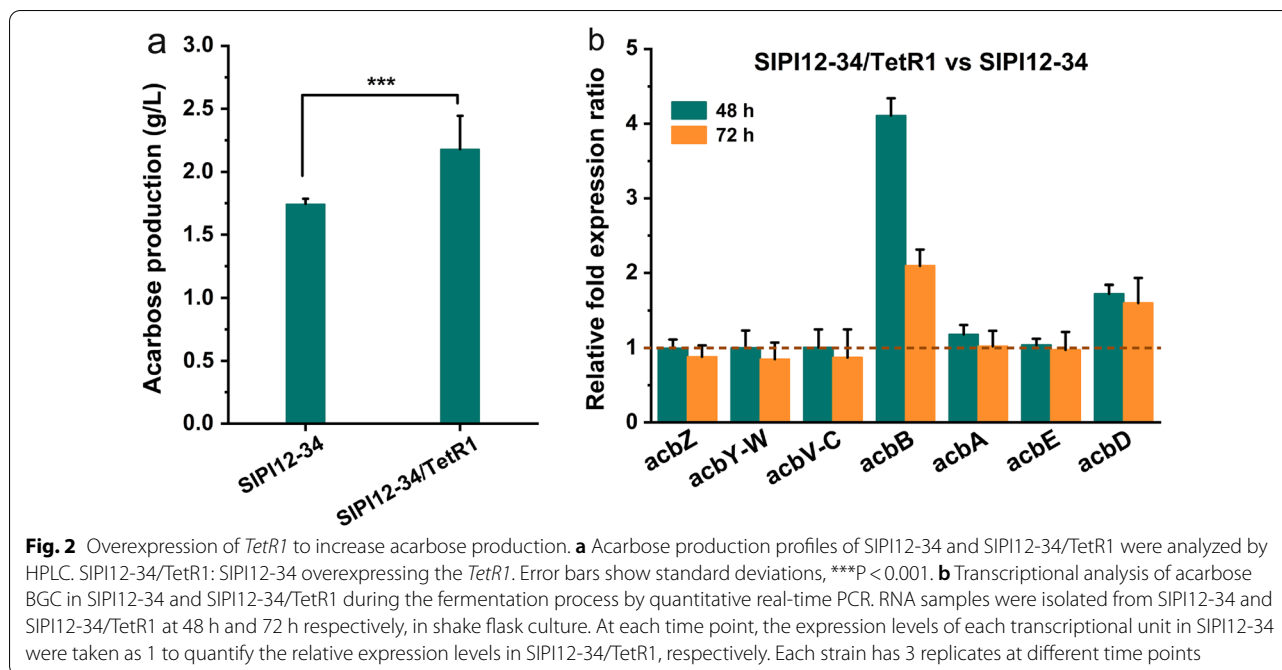 a
3.0
2.5
2.0
1.5
1.0
0.5
0.0
Acarbose production (g/L)
***
SIPI12-34
SIPI12-34/TetR1
b
5
4
3
2
1
0
Relative fold expression ratio
SIPI12-34/TetR1 vs SIPI12-34
48 h
72 h
acbZ
acbY-W
acbV-C
acbB
acbA
acbE
acbD
Fig. 2 Overexpression of TetR1 to increase acarbose production. a Acarbose production profiles of SIPI12-34 and SIPI12-34/TetR1 were analyzed by
HPLC. SIPI12-34/TetR1: SIPI12-34 overexpressing the TetR1. Error bars show standard deviations, ***P < 0.001. b Transcriptional analysis of acarbose
BGC in SIPI12-34 and SIPI12-34/TetR1 during the fermentation process by quantitative real-time PCR. RNA samples were isolated from SIPI12-34 and
SIPI12-34/TetR1 at 48 h and 72 h respectively, in shake flask culture. At each time point, the expression levels of each transcriptional unit in SIPI12-34
were taken as 1 to quantify the relative expression levels in SIPI12-34/TetR1, respectively. Each strain has 3 replicates at different time points